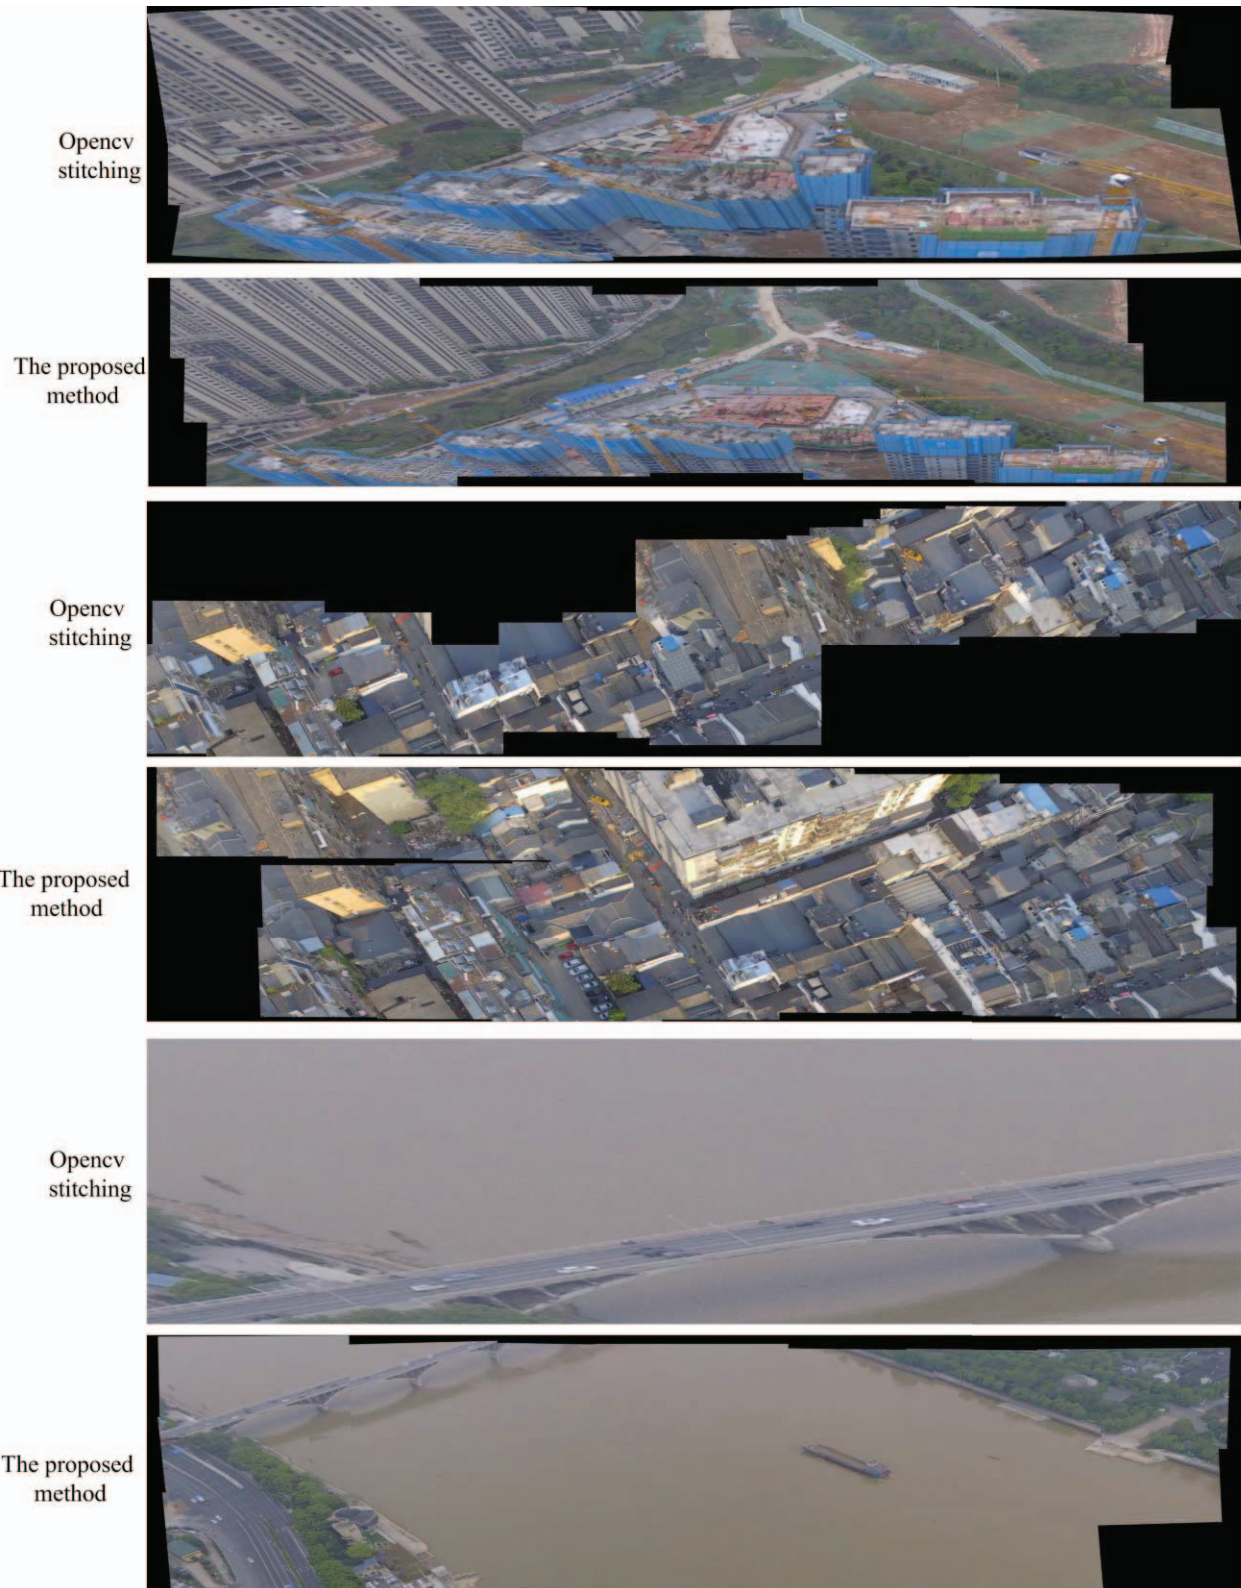 Opencv
stitching
The proposed
method
Opencv
stitching
The proposed
method
Opencv
stitching
The proposed
method